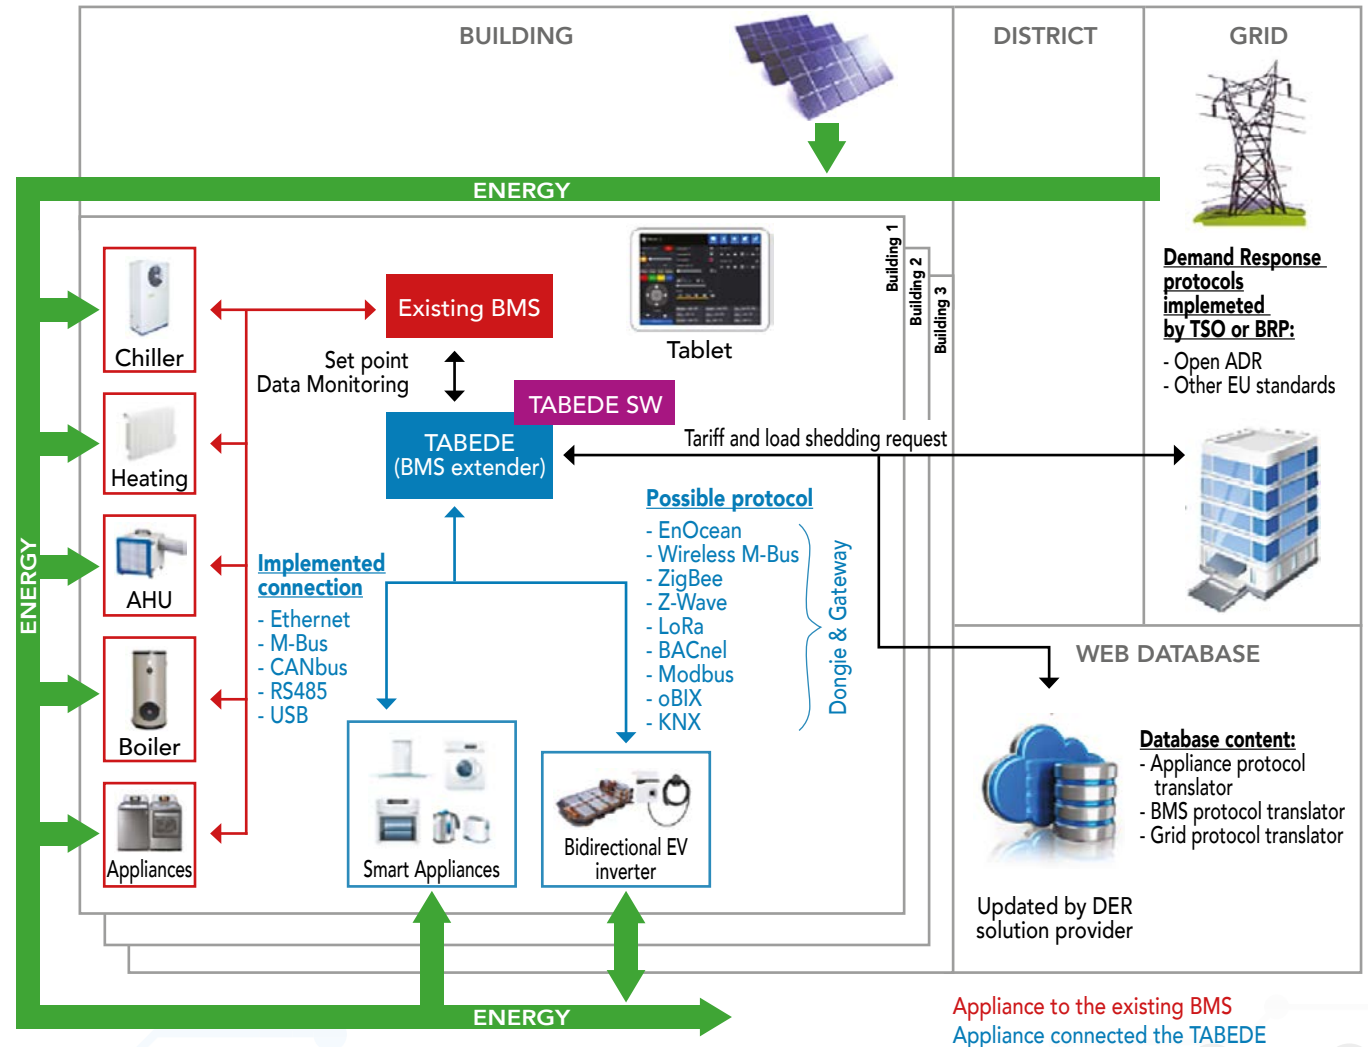 BUILDING
DISTRICT
GRID
ENERGY
Building 1
Building 2
Building 3
Chiller
Heating
AHU
Boiler
Appliances
ENERGY
Existing BMS
Set point
Data Monitoring
Tablet
TABEDE SW
TABEDE
(BMS extender)
Tariff and load shedding request
Demand Response
protocols
implemeted
by TSO or BRP:
- Open ADR
- Other EU standards
Implemented
connection
- Ethernet
- M-Bus
- CANbus
- RS485
- USB
Possible protocol
- EnOcean
- Wireless M-Bus
- ZigBee
- Z-Wave
- LoRa
- BACnel
- Modbus
- oBIX
- KNX
Dongie & Gateway
Smart Appliances
Bidirectional EV
inverter
WEB DATABASE
Database content:
- Appliance protocol
translator
- BMS protocol translator
- Grid protocol translator
Updated by DER
solution provider
ENERGY
Appliance to the existing BMS
Appliance connected the TABEDE